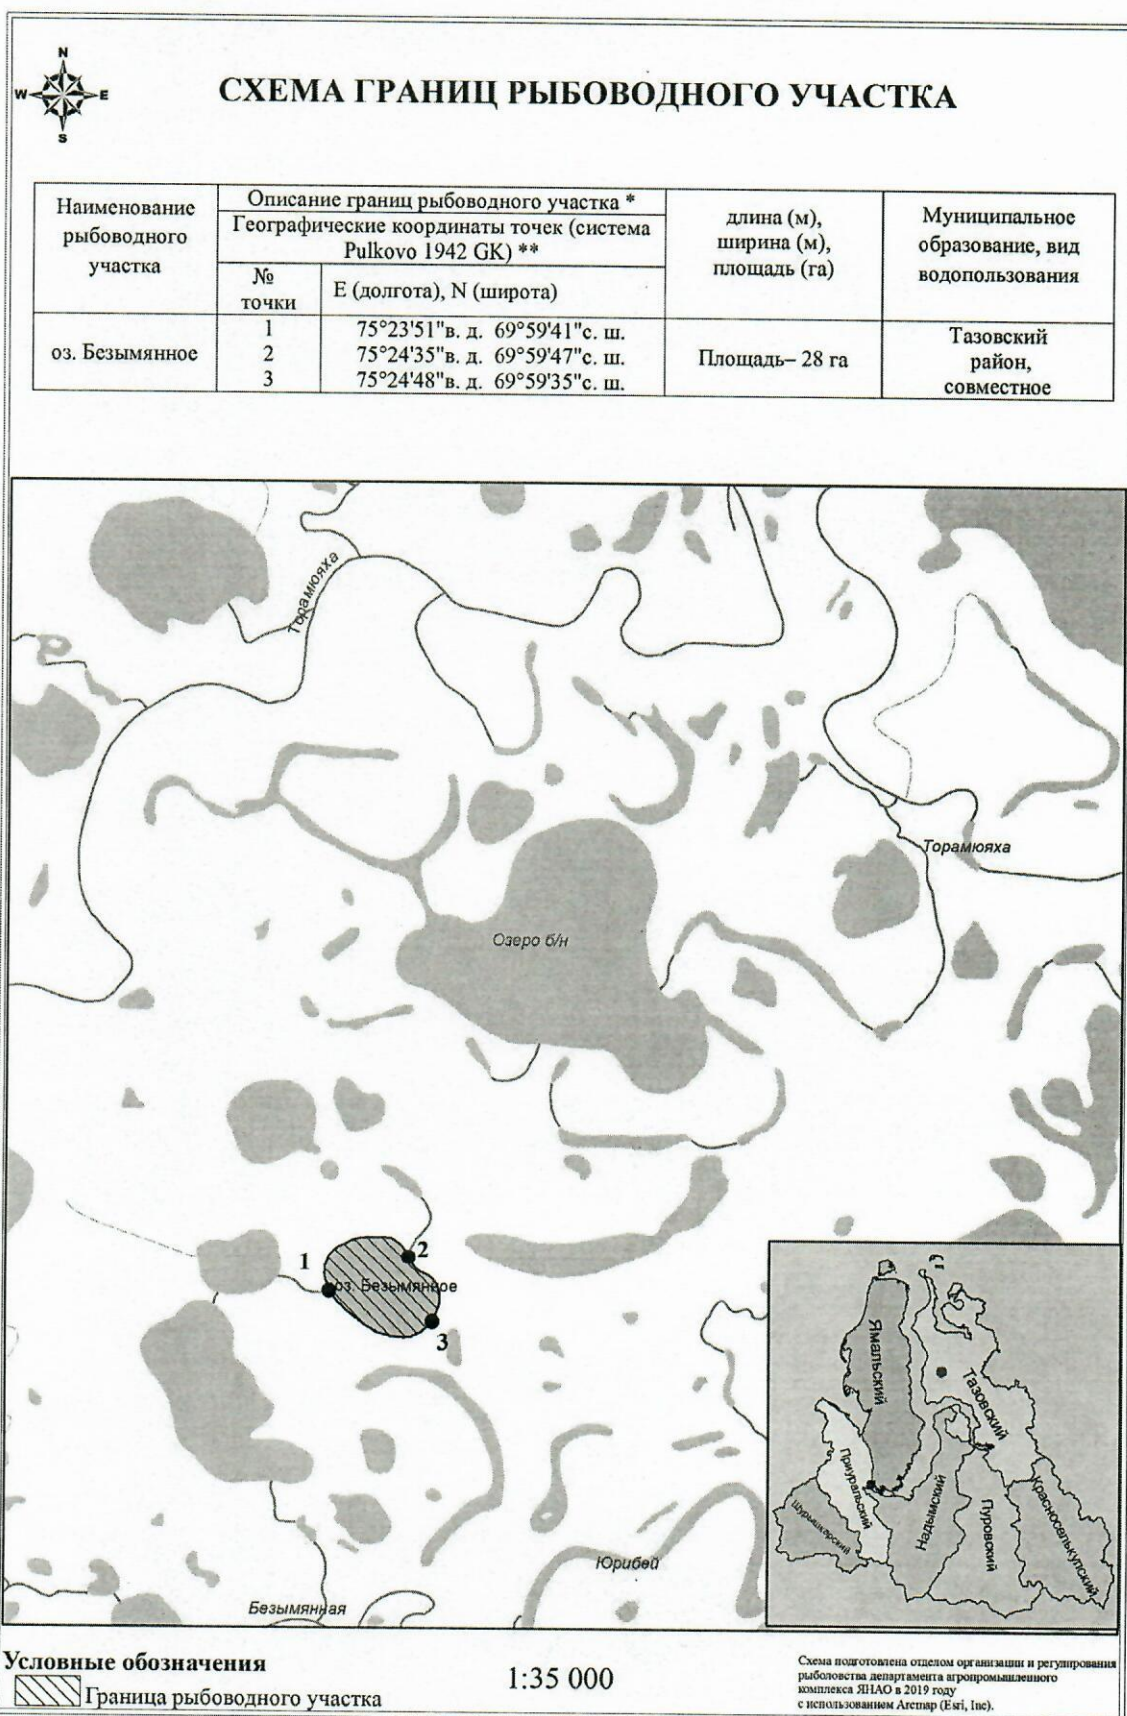 N
W E
S
СХЕМА ГРАНИЦ РЫБОВОДНОГО УЧАСТКА
Наименование
рыбоводного
участка
Описание границ рыбоводного участка *
Географические координаты точек (система
Pulkovo 1942 GK) **
№
точки
E (долгота), N (широта)
длина (м),
ширина (м),
площадь (га)
Муниципальное
образование, вид
водопользования
оз. Безымянное
1 75°23'51"в. д. 69°59'41"с. ш.
2 75°24'35"в. д. 69°59'47"с. ш.
3 75°24'48"в. д. 69°59'35"с. ш.
Площадь– 28 га
Тазовский
район,
совместное
Торамюяха
Торамюяха
Озеро б/н
1
2
оз. Безымянное
3
Юрибей
Безымянная
Ямальский
Тазовский
Приуральский
Шурышкарский
Надымский
Пуровский
Красноселькупский
Условные обозначения
Граница рыбоводного участка
1:35 000
Схема подготовлена отделом организации и регулирования
рыболовства департамента агропромышленного
комплекса ЯНАО в 2019 году
с использованием Arcmap (Esri, Inc).